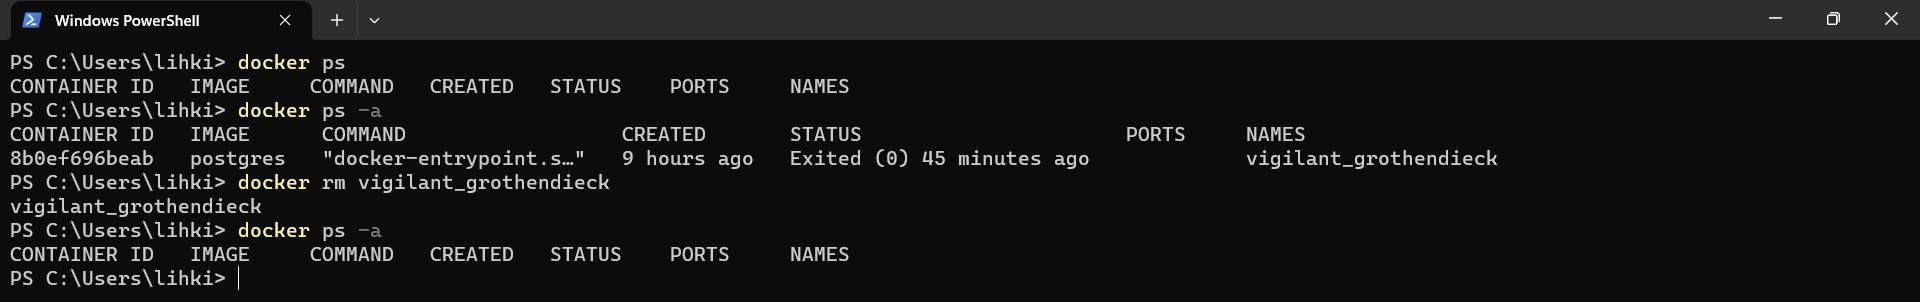 Windows PowerShell
PS C:\Users\lihki> docker ps
CONTAINER ID   IMAGE     COMMAND   CREATED   STATUS    PORTS     NAMES
PS C:\Users\lihki> docker ps -a
CONTAINER ID   IMAGE      COMMAND                  CREATED       STATUS                      PORTS     NAMES
8b0ef696beab   postgres   "docker-entrypoint.s…"   9 hours ago   Exited (0) 45 minutes ago             vigilant_grothendieck
PS C:\Users\lihki> docker rm vigilant_grothendieck
vigilant_grothendieck
PS C:\Users\lihki> docker ps -a
CONTAINER ID   IMAGE     COMMAND   CREATED   STATUS    PORTS     NAMES
PS C:\Users\lihki>